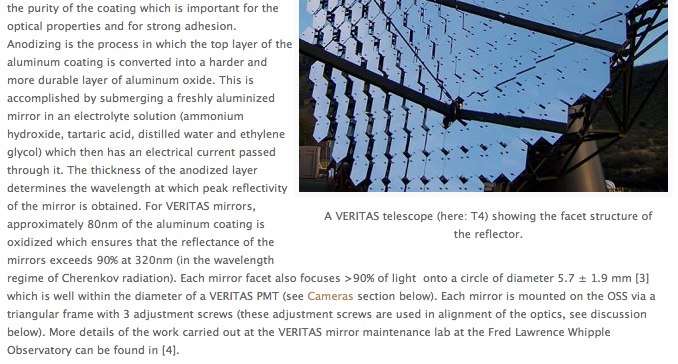 the purity of the coating which is important for the
optical properties and for strong adhesion.
Anodizing is the process in which the top layer of the
aluminum coating is converted into a harder and
more durable layer of aluminum oxide. This is
accomplished by submerging a freshly aluminized
mirror in an electrolyte solution (ammonium
hydroxide, tartaric acid, distilled water and ethylene
glycol) which then has an electrical current passed
through it. The thickness of the anodized layer
determines the wavelength at which peak reflectivity
of the mirror is obtained. For VERITAS mirrors,
approximately 80nm of the aluminum coating is
oxidized which ensures that the reflectance of the
mirrors exceeds 90% at 320nm (in the wavelength
regime of Cherenkov radiation). Each mirror facet also focuses >90% of light onto a circle of diameter 5.7 ± 1.9 mm [3]
which is well within the diameter of a VERITAS PMT (see Cameras section below). Each mirror is mounted on the OSS via a
triangular frame with 3 adjustment screws (these adjustment screws are used in alignment of the optics, see discussion
below). More details of the work carried out at the VERITAS mirror maintenance lab at the Fred Lawrence Whipple
Observatory can be found in [4].
A VERITAS telescope (here: T4) showing the facet structure of
the reflector.